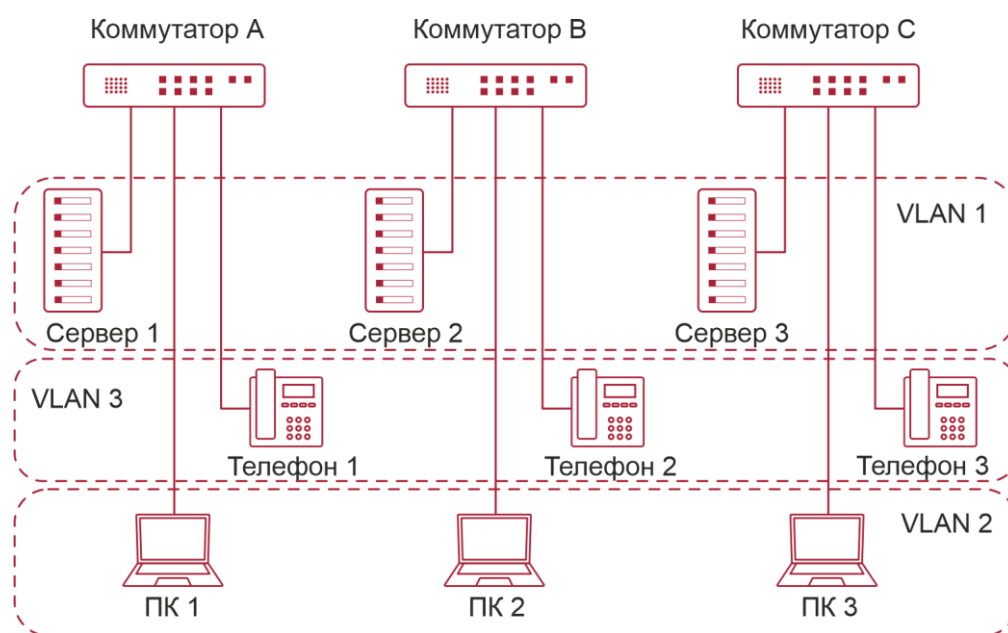 Коммутатор A
Коммутатор B
Коммутатор C
VLAN 1
Сервер 1
Сервер 2
Сервер 3
VLAN 3
Телефон 1
Телефон 2
Телефон 3
VLAN 2
ПК 1
ПК 2
ПК 3